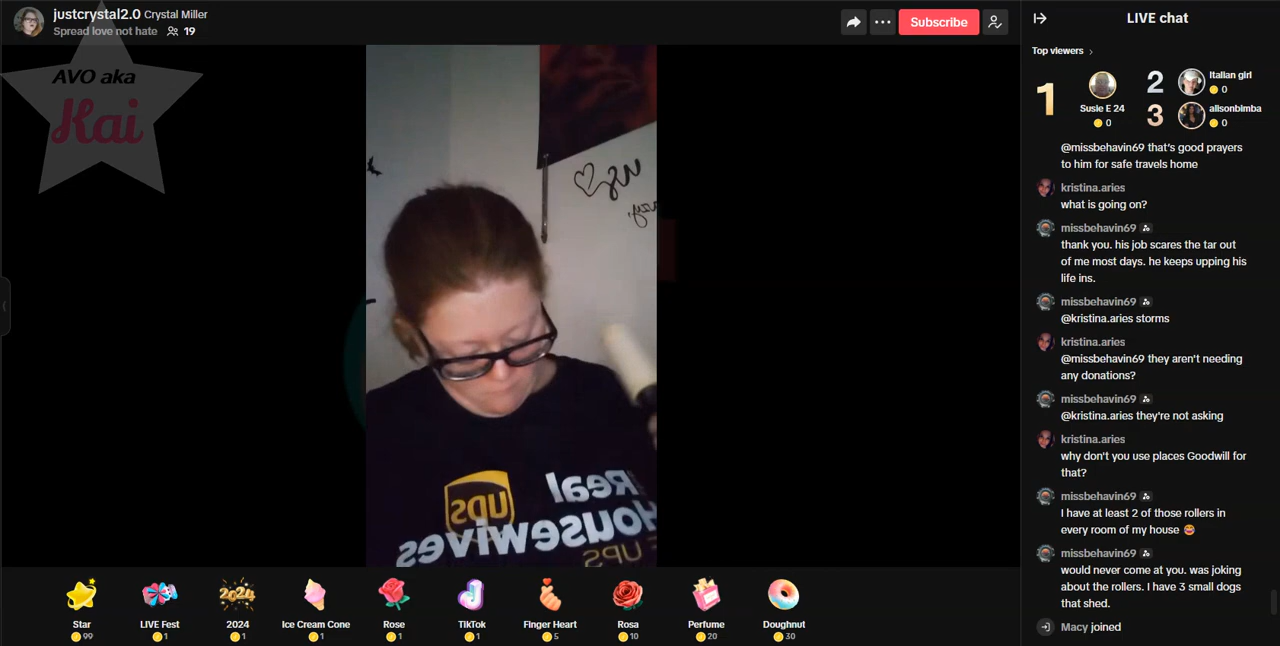 justcrystal2.0 Crystal Miller
Spread love not hate 19
Subscribe
LIVE chat
AVO aka
Kai
Top viewers
1
Susie E 24
0
2
Italian girl
0
3
alisonbimba
0
@missbehavin69 that's good prayers
to him for safe travels home
kristina.aries
what is going on?
missbehavin69
thank you. his job scares the tar out
of me most days. he keeps upping his
life ins.
missbehavin69
@kristina.aries storms
kristina.aries
@missbehavin69 they aren't needing
any donations?
missbehavin69
@kristina.aries they're not asking
kristina.aries
why don't you use places Goodwill for
that?
missbehavin69
I have at least 2 of those rollers in
every room of my house
missbehavin69
would never come at you. was joking
about the rollers. I have 3 small dogs
that shed.
Macy joined
us
ups
Real
Housewives
UPS
2024
Star
99
LIVE Fest
1
2024
1
Ice Cream Cone
1
Rose
1
TikTok
1
Finger Heart
5
Rosa
10
Perfume
20
Doughnut
30